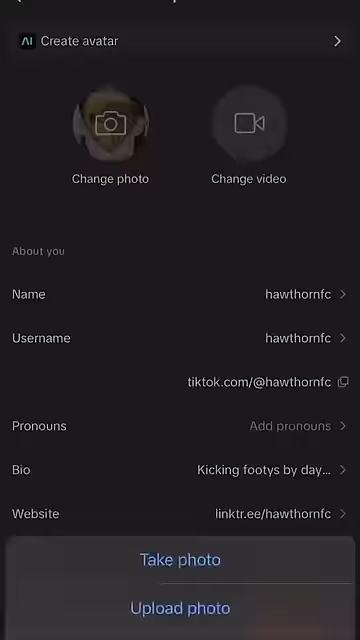 AI Create avatar
Change photo Change video
About you
Name hawthornfc
Username hawthornfc
tiktok.com/@hawthornfc
Pronouns Add pronouns
Bio Kicking footys by day...
Website linktr.ee/hawthornfc
Take photo
Upload photo